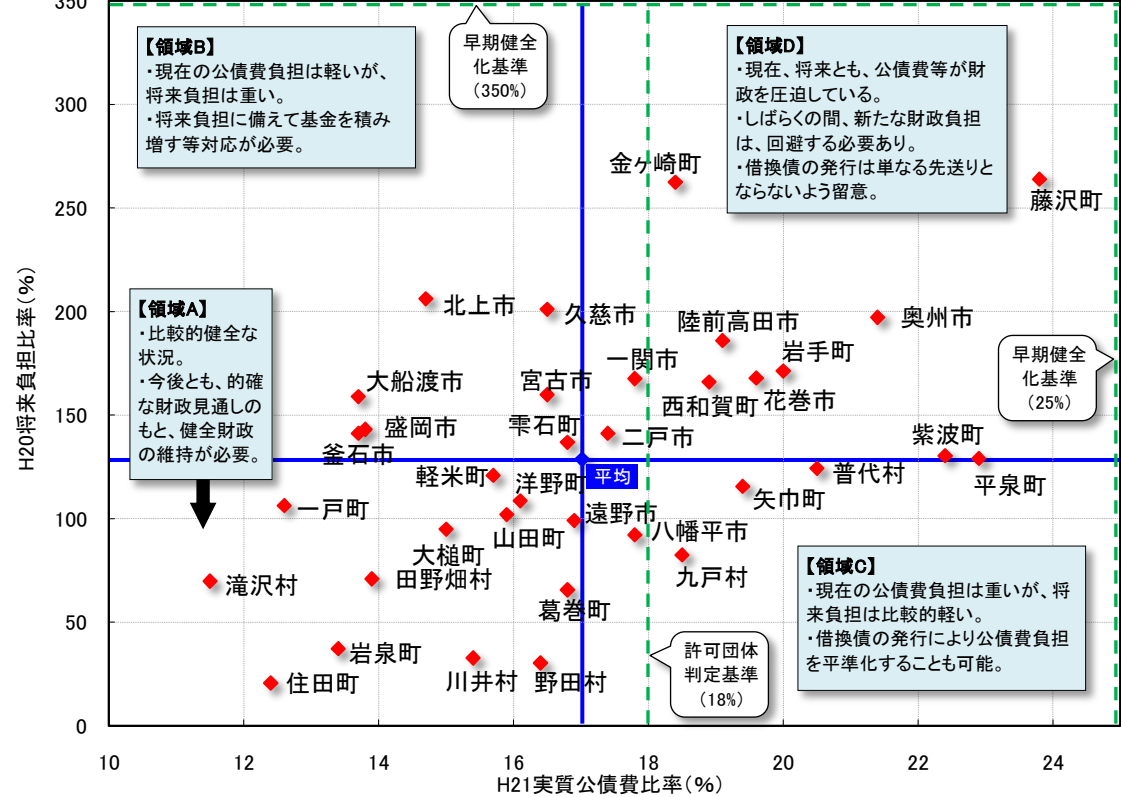 350
300
250
200
150
100
50
0
H20将来負担比率(%)
【領域B】
・現在の公債費負担は軽いが、
将来負担は重い。
・将来負担に備えて基金を積み
増す等対応が必要。
早期健全
化基準
(350%)
【領域D】
・現在、将来とも、公債費等が財
政を圧迫している。
・しばらくの間、新たな財政負担
は、回避する必要あり。
・借換債の発行は単なる先送りと
ならないよう留意。
金ヶ崎町
藤沢町
【領域A】
・比較的健全な
状況。
・今後とも、的確
な財政見通しの
もと、健全財政
の維持が必要。
北上市
久慈市
陸前高田市
奥州市
早期健全
化基準
(25%)
一関市
岩手町
大船渡市
宮古市
西和賀町
花巻市
盛岡市
雫石町
二戸市
紫波町
釜石市
軽米町
洋野町
平均
普代村
平泉町
一戸町
山田町
遠野市
矢巾町
大槌町
八幡平市
九戸村
滝沢村
田野畑村
葛巻町
【領域C】
・現在の公債費負担は重いが、将
来負担は比較的軽い。
・借換債の発行により公債費負担
を平準化することも可能。
岩泉町
住田町
川井村
野田村
許可団体
判定基準
(18%)
10
12
14
16
18
20
22
24
H21実質公債費比率(%)